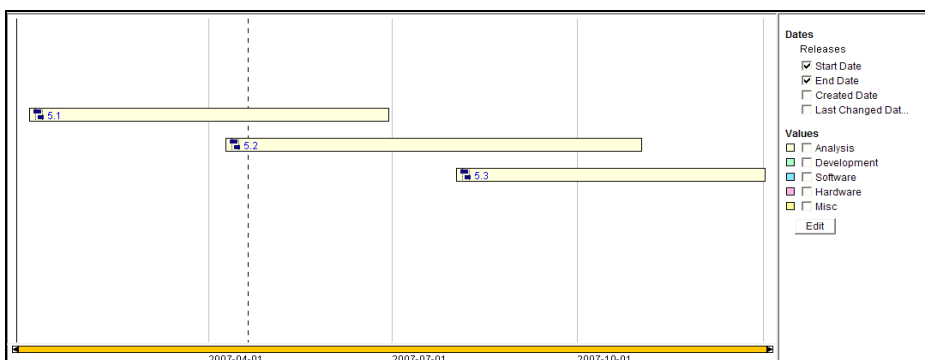 5.1
5.2
5.3
2007-04-01
2007-07-01
2007-10-01
Dates
Releases
Start Date
End Date
Created Date
Last Changed Dat...
Values
Analysis
Development
Software
Hardware
Misc
Edit